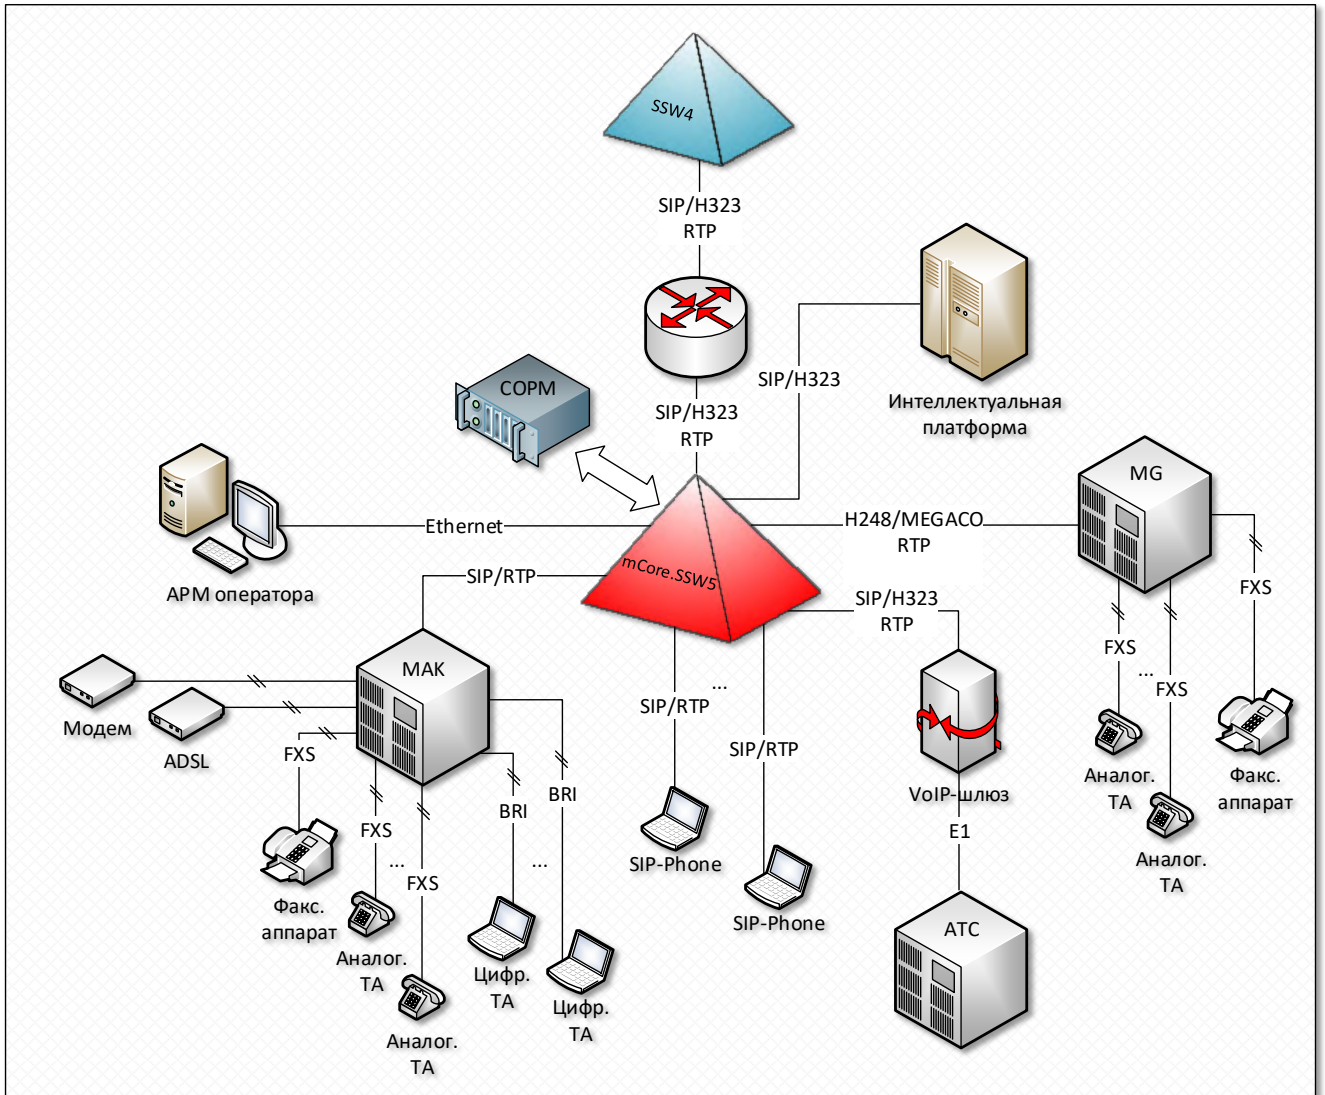 SSW4
SIP/H323
RTP
SIP/H323
Интеллектуальная
платформа
СОРМ
SIP/H323
RTP
MG
Ethernet
H248/MEGACO
RTP
АРМ оператора
SIP/RTP
mCore.SSW5
SIP/H323
RTP
FXS
FXS
...
FXS
МАК
Модем
ADSL
FXS
...
SIP/RTP
SIP/RTP
VoIP-шлюз
Аналог.
ТА
Факс.
аппарат
Аналог.
ТА
BRI
BRI
FXS
...
FXS
...
E1
SIP-Phone
SIP-Phone
Факс.
аппарат
Аналог.
ТА
Аналог.
ТА
Цифр.
ТА
Цифр.
ТА
АТС